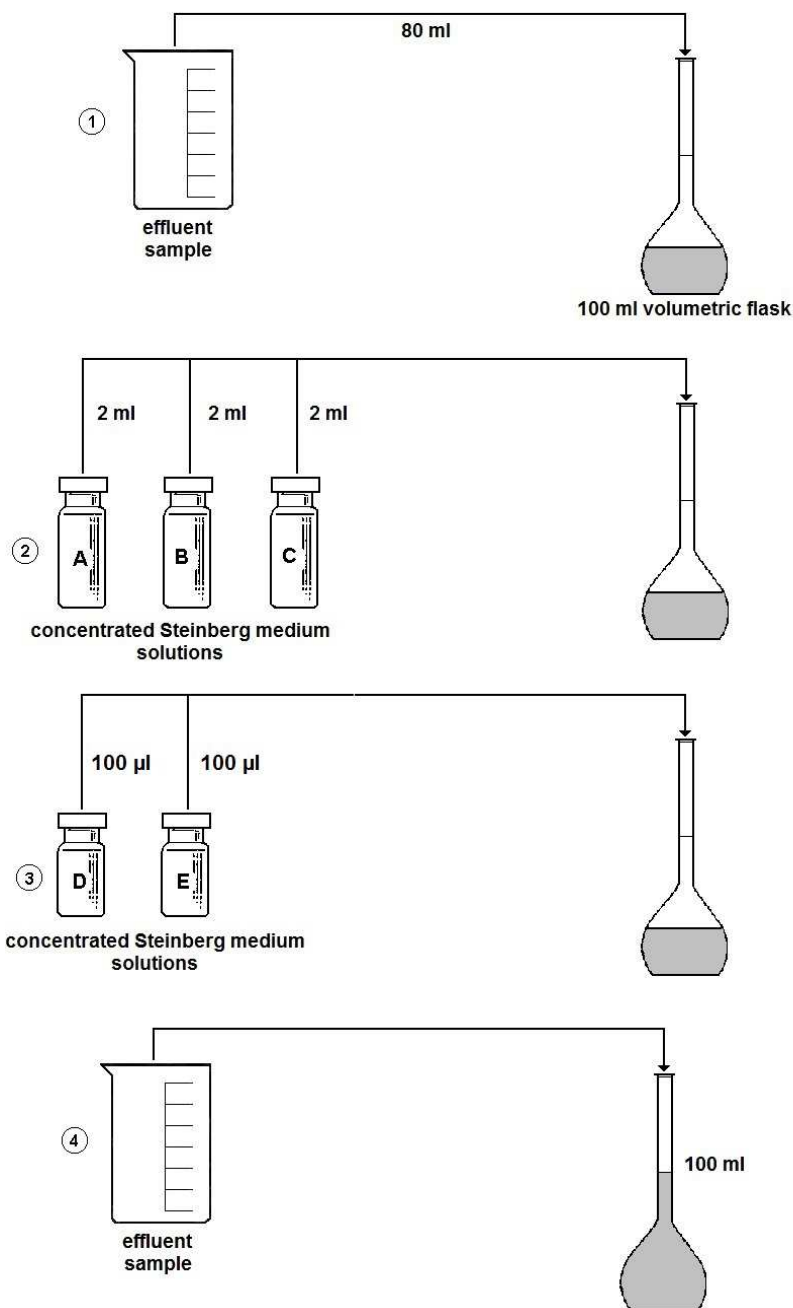 80 ml
1
effluent
sample
100 ml volumetric flask
2 ml 2 ml 2 ml
2
A B C
concentrated Steinberg medium
solutions
100 µl 100 µl
3
D E
concentrated Steinberg medium
solutions
4
100 ml
effluent
sample